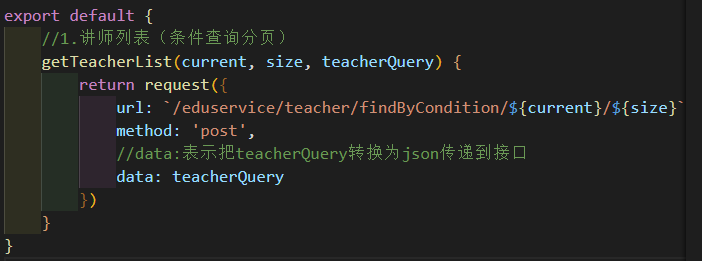 export default {
//1.讲师列表（条件查询分页）
getTeacherList(current, size, teacherQuery) {
return request({
url: `/eduservice/teacher/findByCondition/${current}/${size}`
method: 'post',
//data:表示把teacherQuery转换为json传递到接口
data: teacherQuery
})
}
}